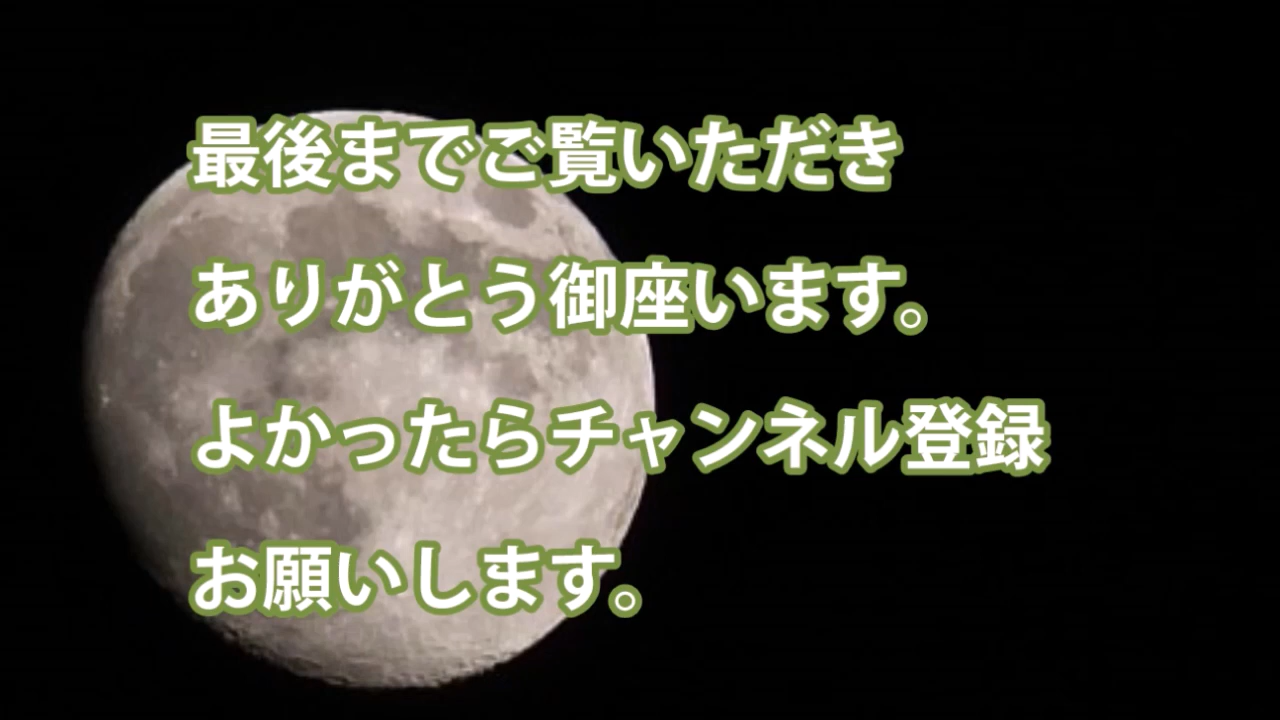 最後までご覧いただき
ありがとう御座います。
よかったらチャンネル登録
お願いします。